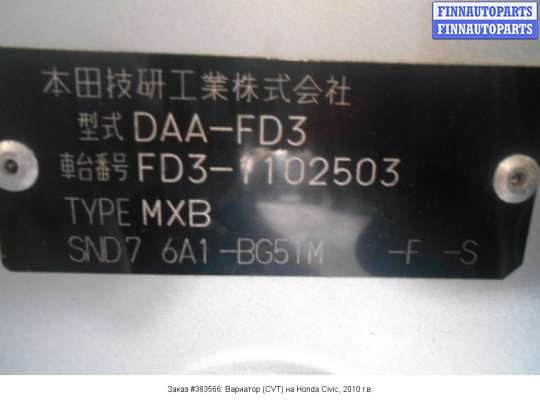 FINNAUTOPARTS
FINNAUTOPARTS
本田技研工業株式会社
型式 DAA-FD3
車台番号 FD3-1102503
TYPE MXB
SND7 6A1-BG51M -F -S
Заказ #383566: Вариатор (CVT) на Honda Civic, 2010 г.в.